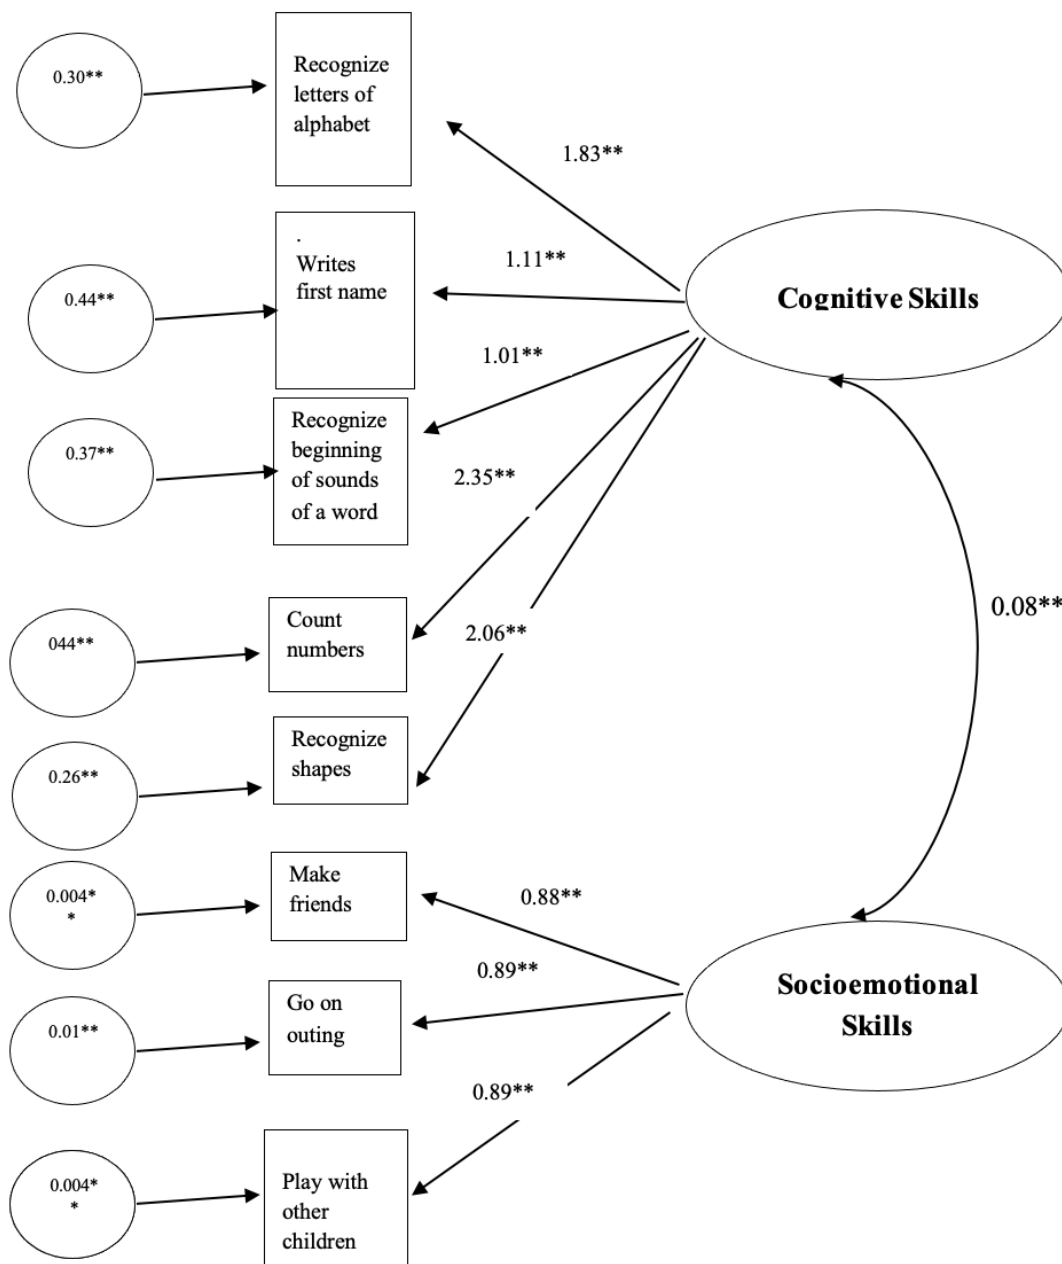 0.30**
Recognize
letters of
alphabet
1.83**
.
Writes
first name
0.44**
1.11**
Cognitive Skills
Recognize
beginning
of sounds
of a word
0.37**
1.01**
2.35**
Count
numbers
044**
2.06**
0.08**
Recognize
shapes
0.26**
Make
friends
0.004*
*
0.88**
0.89**
Socioemotional
Skills
Go on
outing
0.01**
0.89**
Play with
other
children
0.004*
*